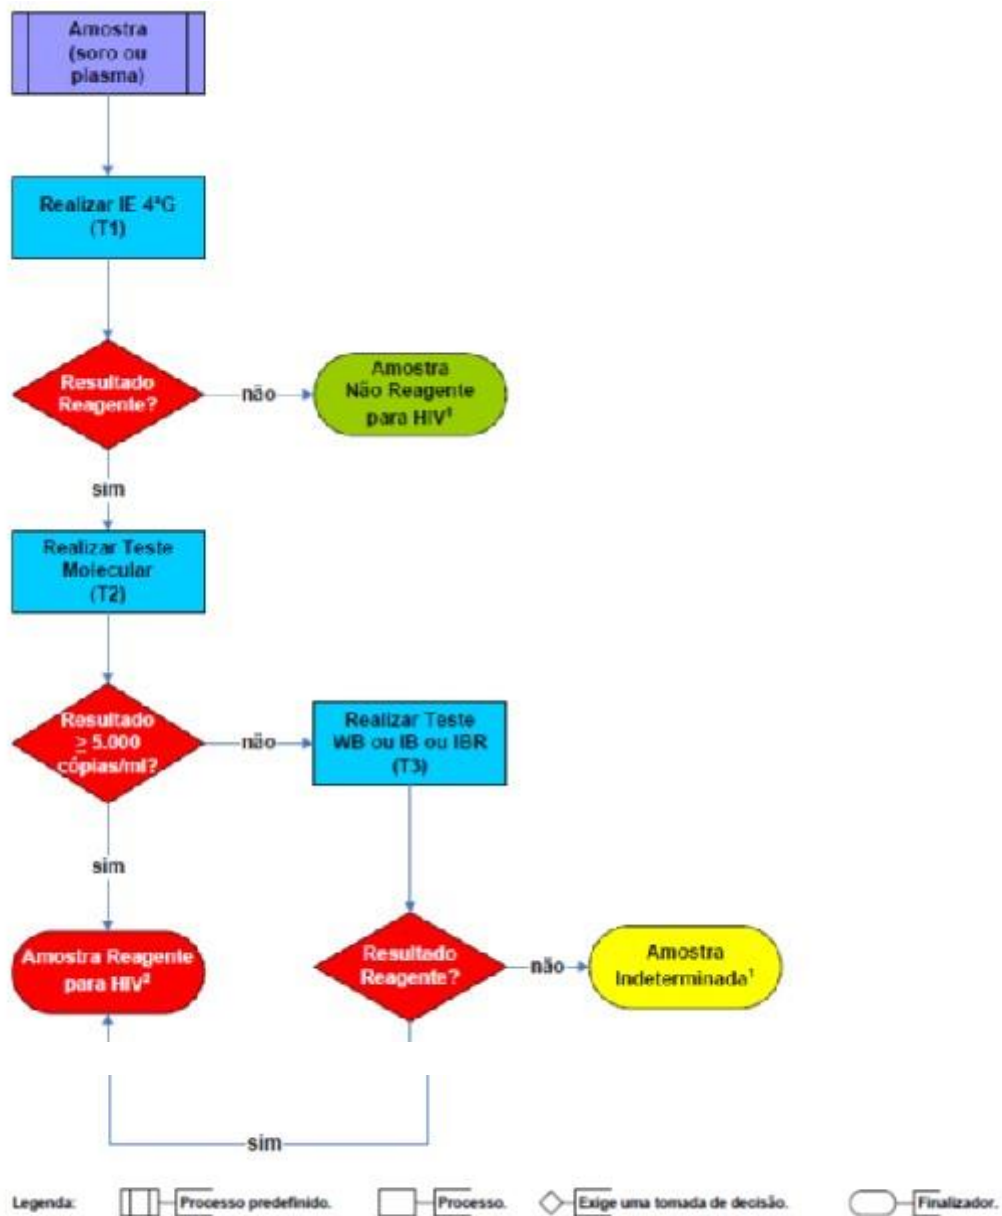 Amostra
(soro ou
plasma)
Realizar IE 4ªG
(T1)
Resultado
Reagente?
não
Amostra
Não Reagente
para HIV¹
sim
Realizar Teste
Molecular
(T2)
Resultado
≥ 5.000
cópias/ml?
não
Realizar Teste
WB ou IB ou IBR
(T3)
sim
Amostra Reagente
para HIV²
Resultado
Reagente?
não
Amostra
Indeterminada¹
sim
Legenda:
Processo predefinido.
Processo.
Exige uma tomada de decisão.
Finalizador.